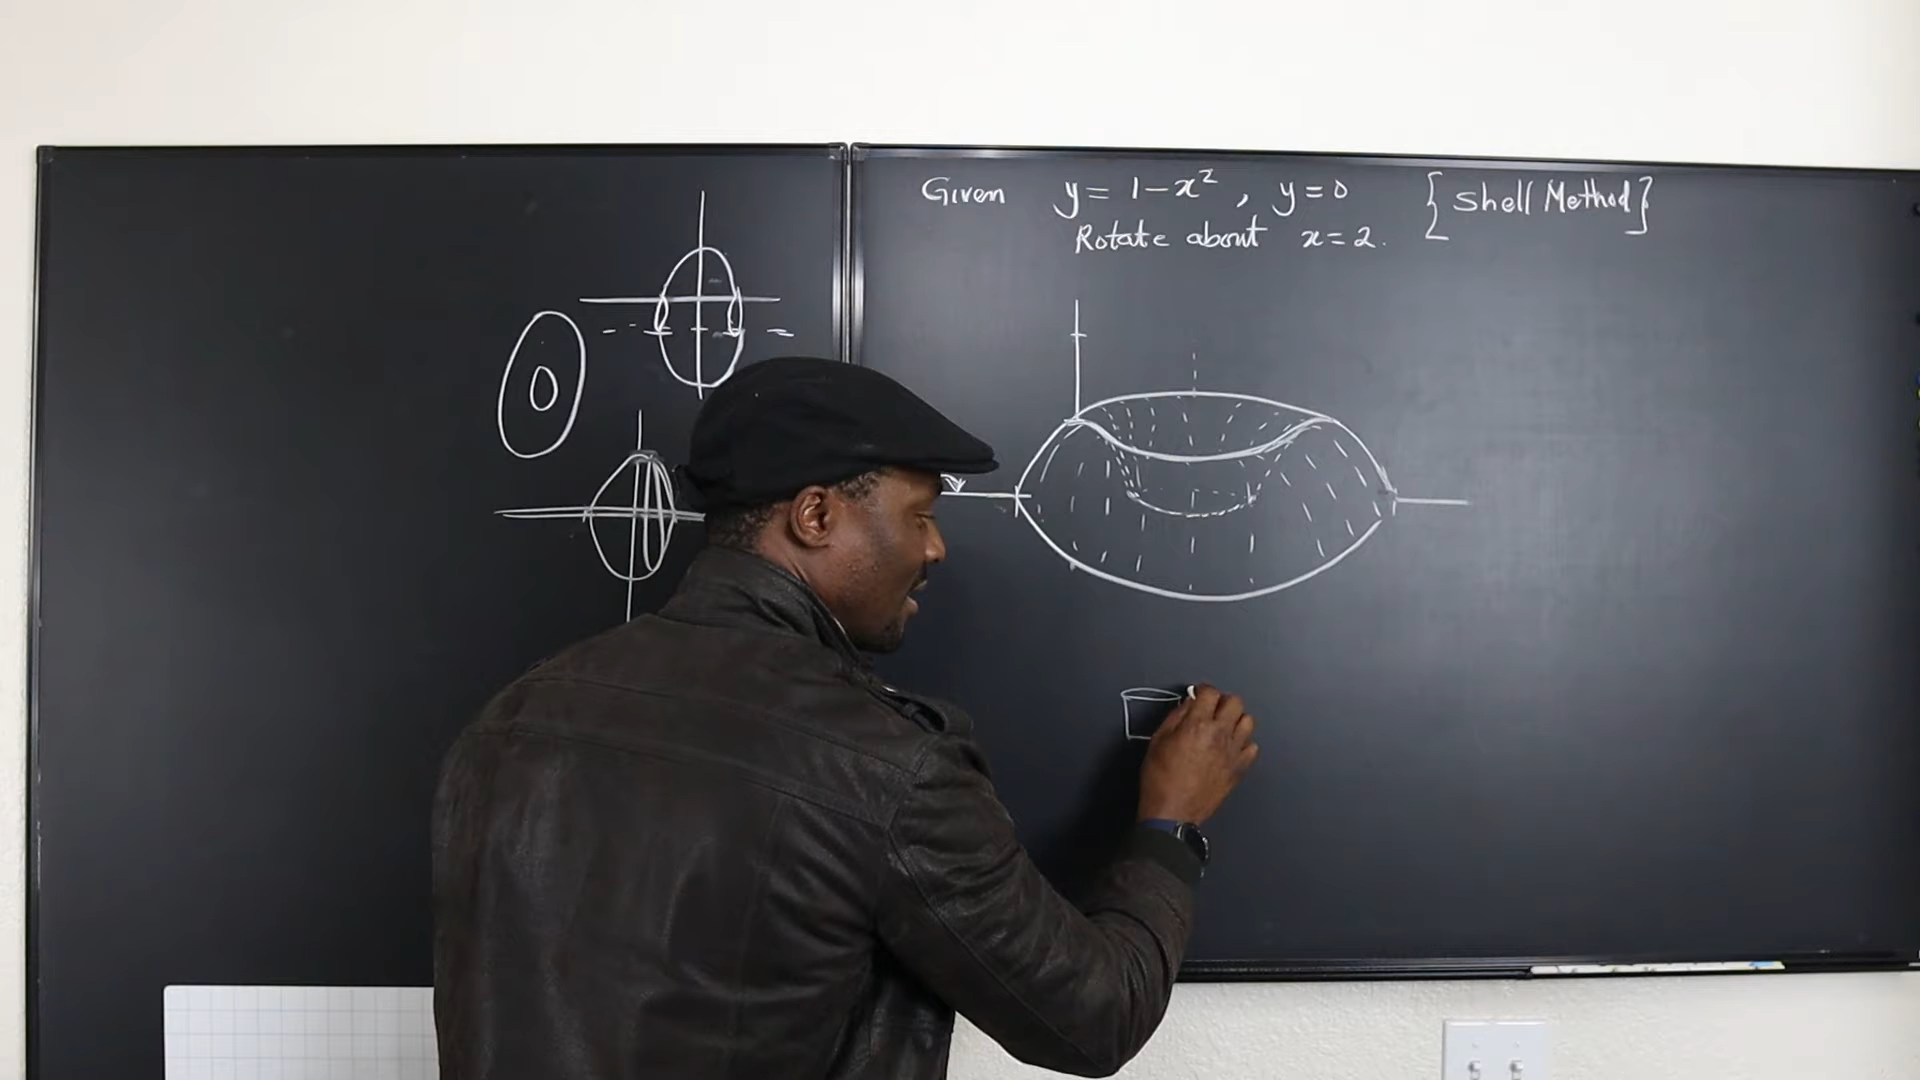 Given y = 1 - x², y = 0 {Shell Method}
Rotate about x = 2.